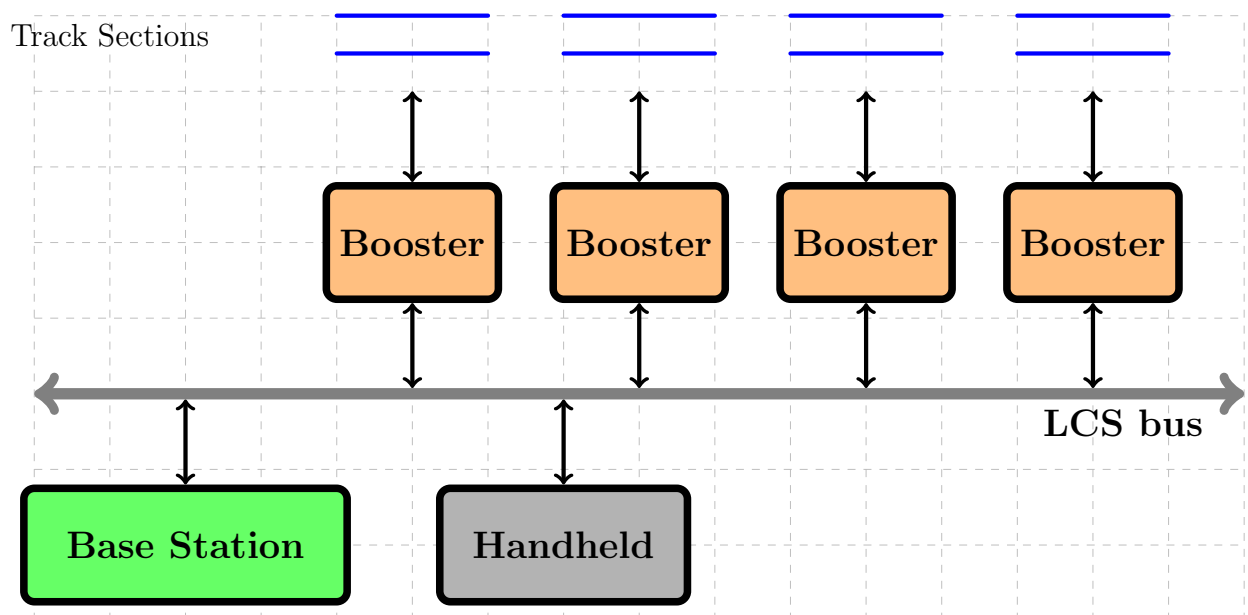 Track Sections
Booster
Booster
Booster
Booster
LCS bus
Base Station
Handheld